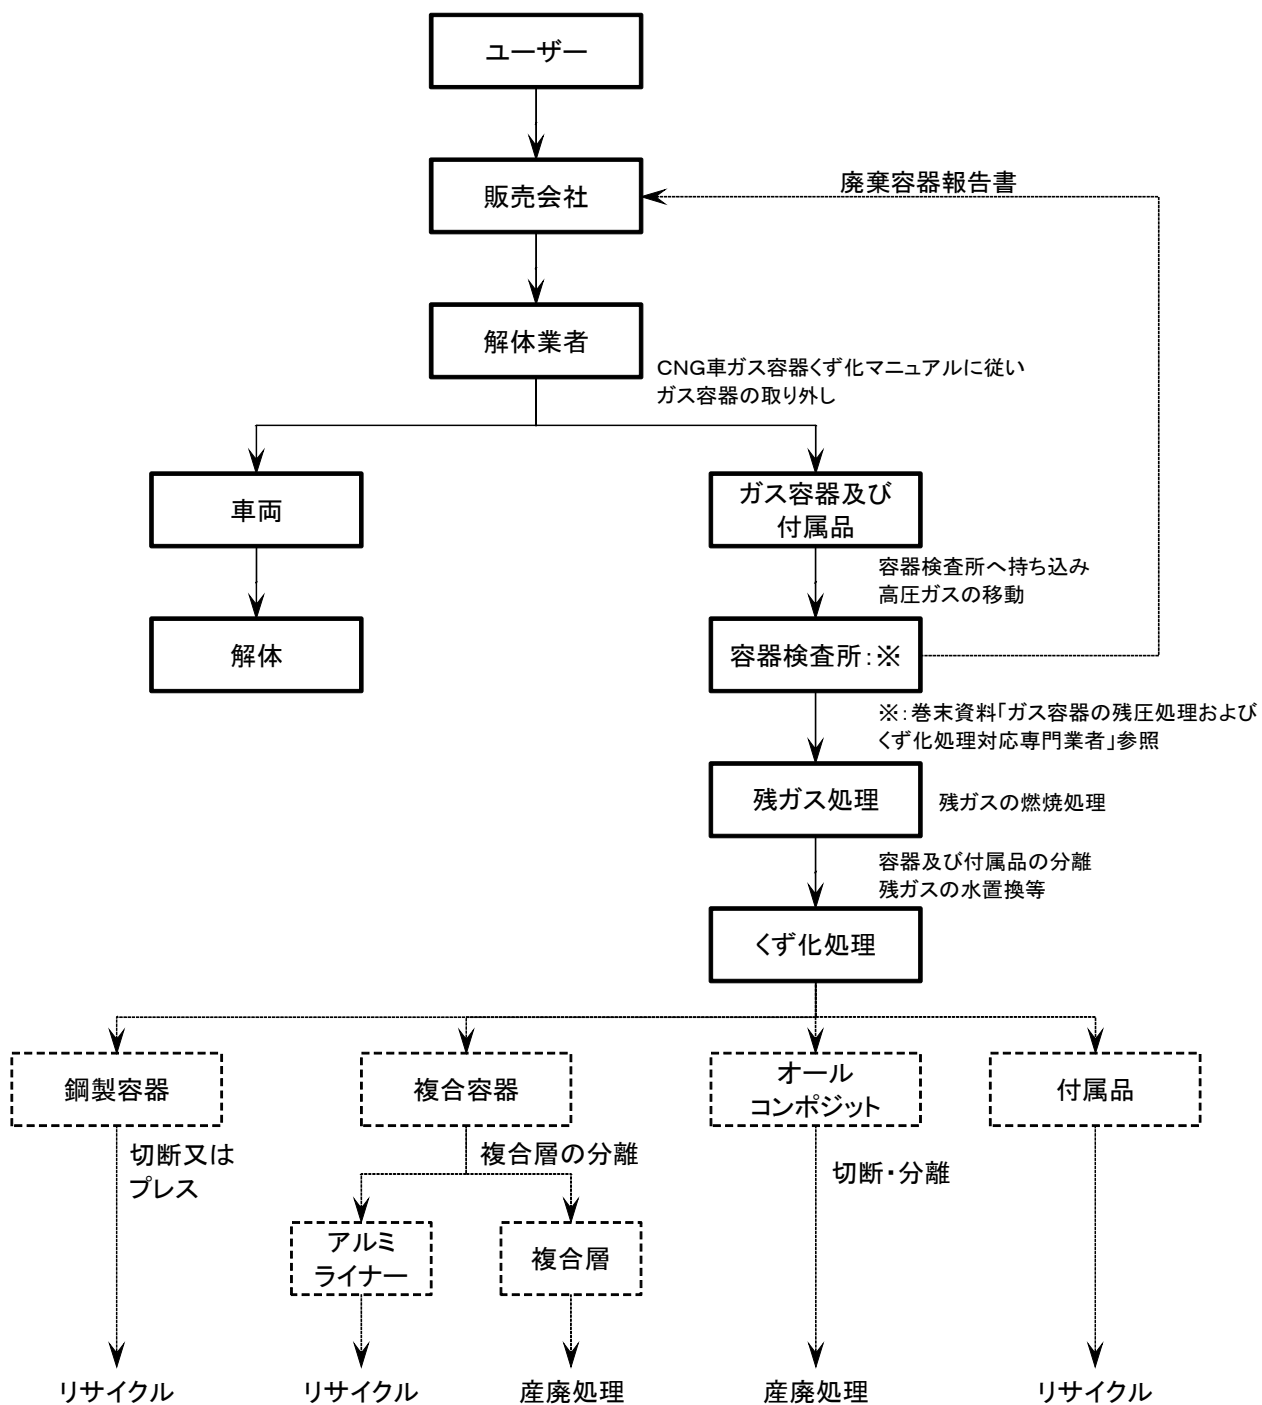 ユーザー
販売会社
廃棄容器報告書
解体業者
CNG車ガス容器くず化マニュアルに従い
ガス容器の取り外し
車両
ガス容器及び
付属品
容器検査所へ持ち込み
高圧ガスの移動
解体
容器検査所：※
※：巻末資料「ガス容器の残圧処理および
くず化処理対応専門業者」参照
残ガス処理
残ガスの燃焼処理
容器及び付属品の分離
残ガスの水置換等
くず化処理
鋼製容器
複合容器
オール
コンポジット
付属品
切断又は
プレス
複合層の分離
切断・分離
アルミ
ライナー
複合層
リサイクル
リサイクル
産廃処理
産廃処理
リサイクル